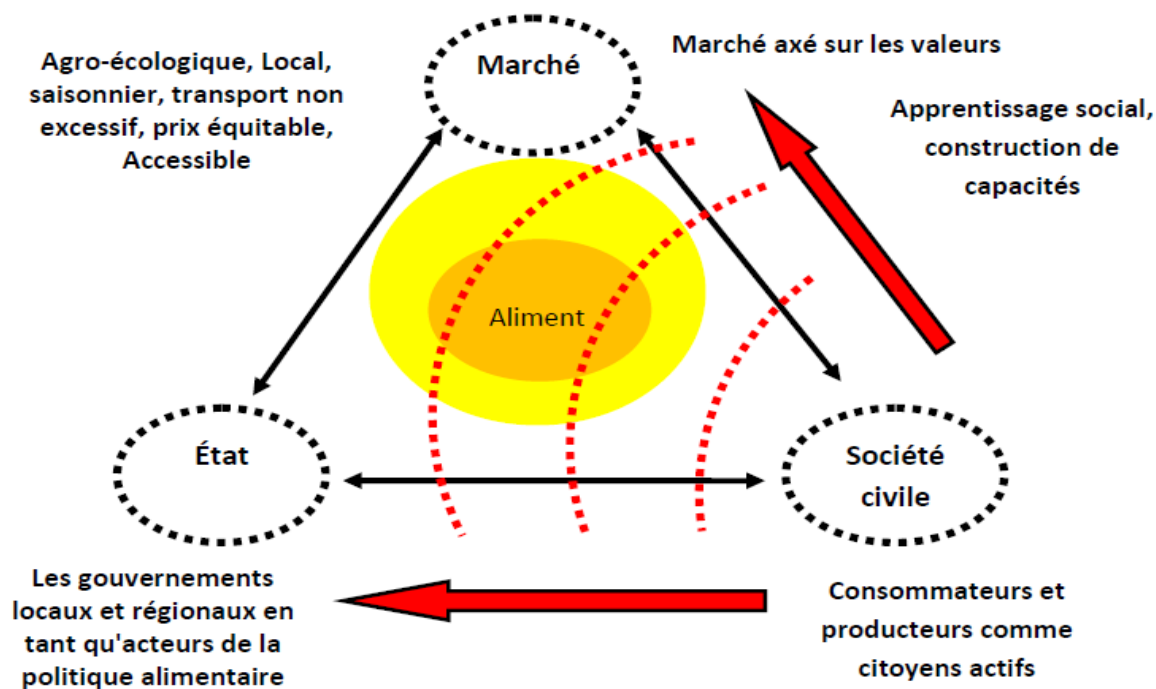 Agro-écologique, Local,
saisonnier, transport non
excessif, prix équitable,
Accessible
Marché
Marché axé sur les valeurs
Apprentissage social,
construction de
capacités
Aliment
État
Société
civile
Les gouvernements
locaux et régionaux en
tant qu'acteurs de la
politique alimentaire
Consommateurs et
producteurs comme
citoyens actifs